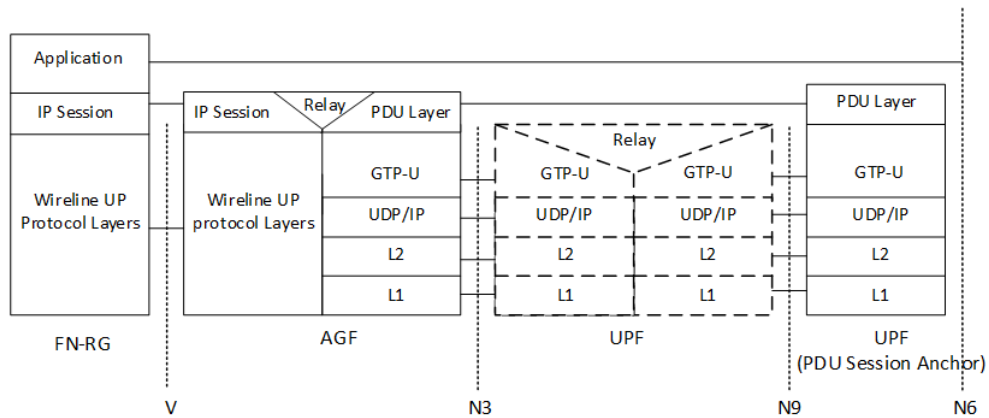 Application
IP Session
Wireline UP
Protocol Layers
FN-RG
IP Session
Relay
PDU Layer
Wireline UP
protocol Layers
GTP-U
UDP/IP
L2
L1
AGF
Relay
GTP-U
GTP-U
UDP/IP
UDP/IP
L2
L2
L1
L1
UPF
PDU Layer
GTP-U
UDP/IP
L2
L1
UPF
(PDU Session Anchor)
V
N3
N9
N6